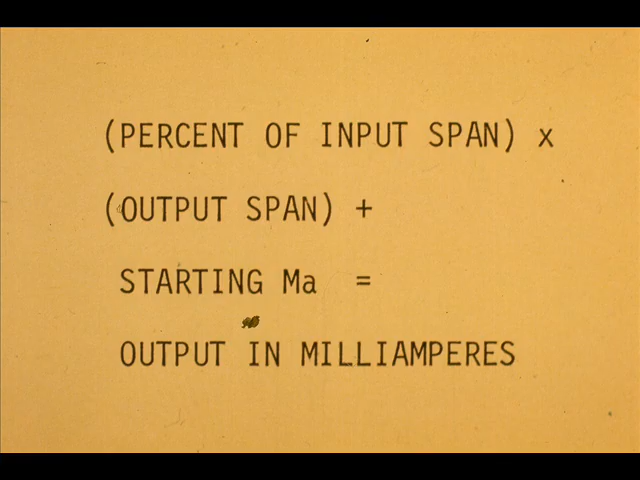 (PERCENT OF INPUT SPAN) x
(OUTPUT SPAN) +
STARTING Ma =
OUTPUT IN MILLIAMPERES